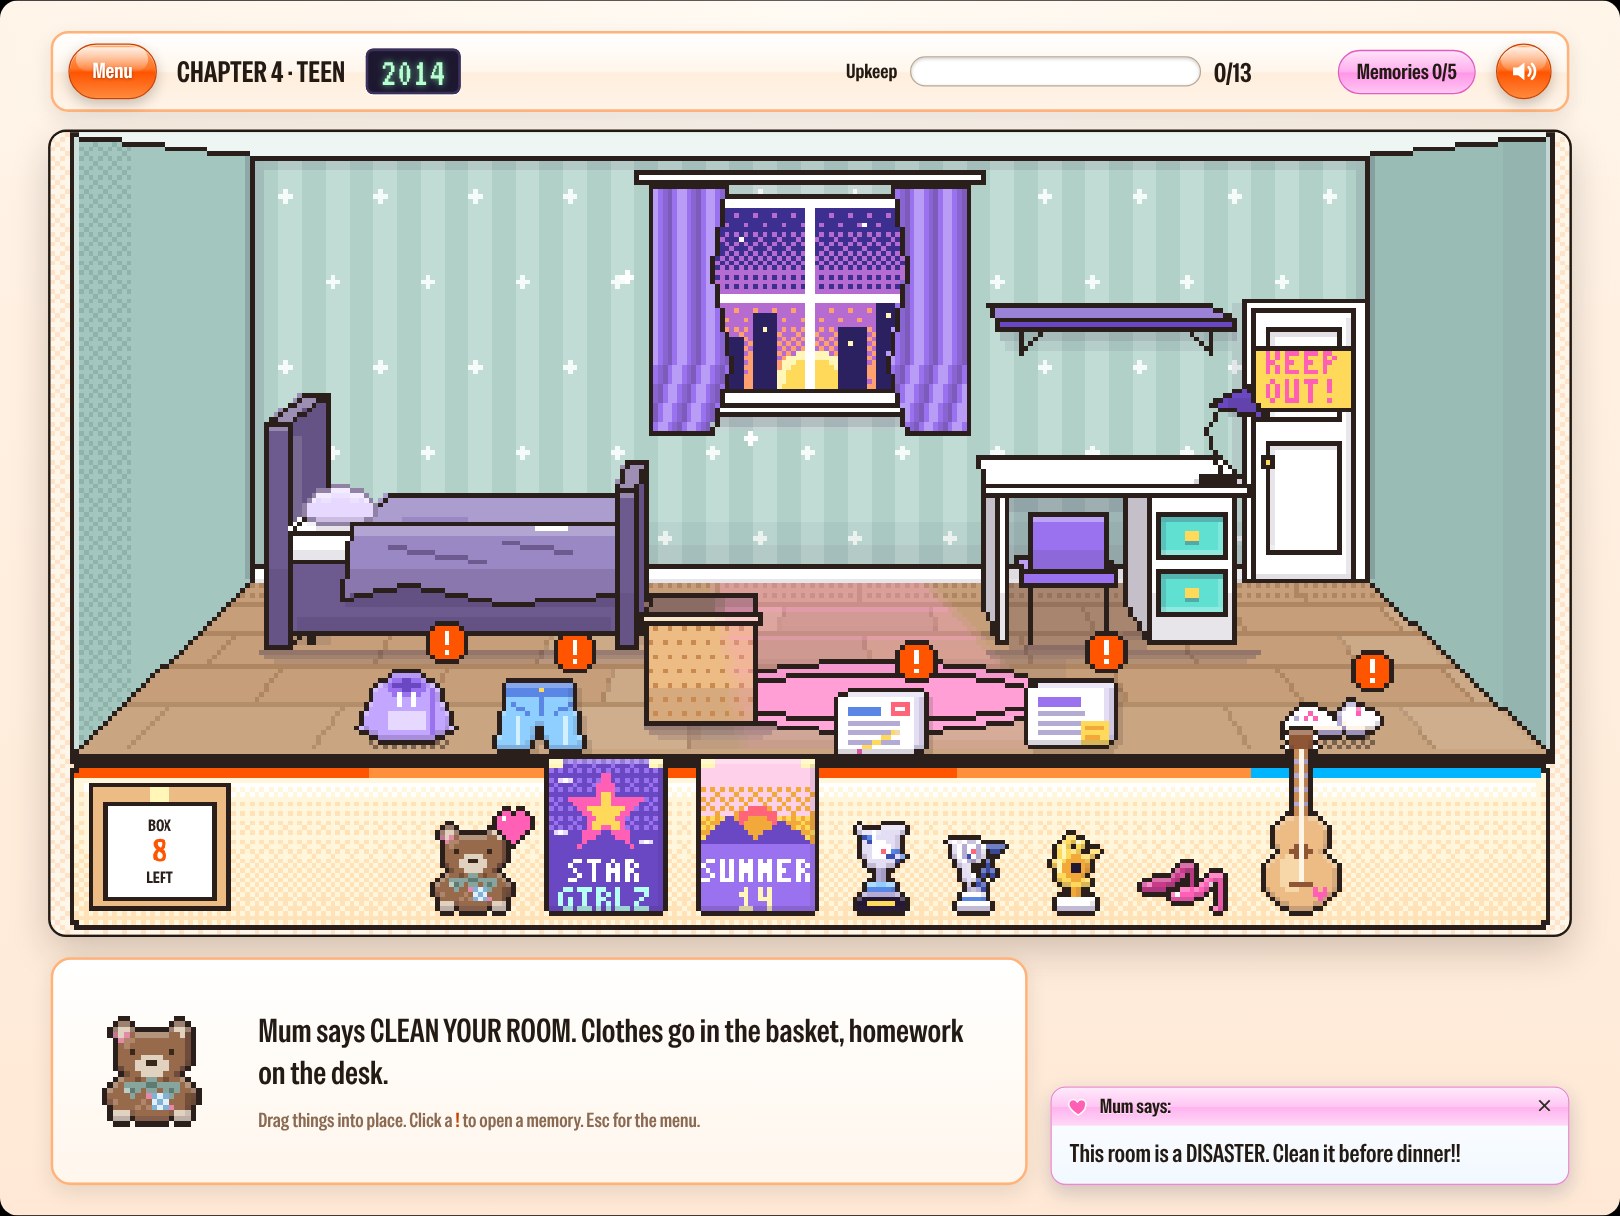 Menu
CHAPTER 4 · TEEN
2014
Upkeep
0/13
Memories 0/5
KEEP
OUT!
!
!
!
!
!
BOX
8
LEFT
STAR
GIRLZ
SUMMER
14
Mum says CLEAN YOUR ROOM. Clothes go in the basket, homework
on the desk.
Drag things into place. Click a ! to open a memory. Esc for the menu.
Mum says:
This room is a DISASTER. Clean it before dinner!!